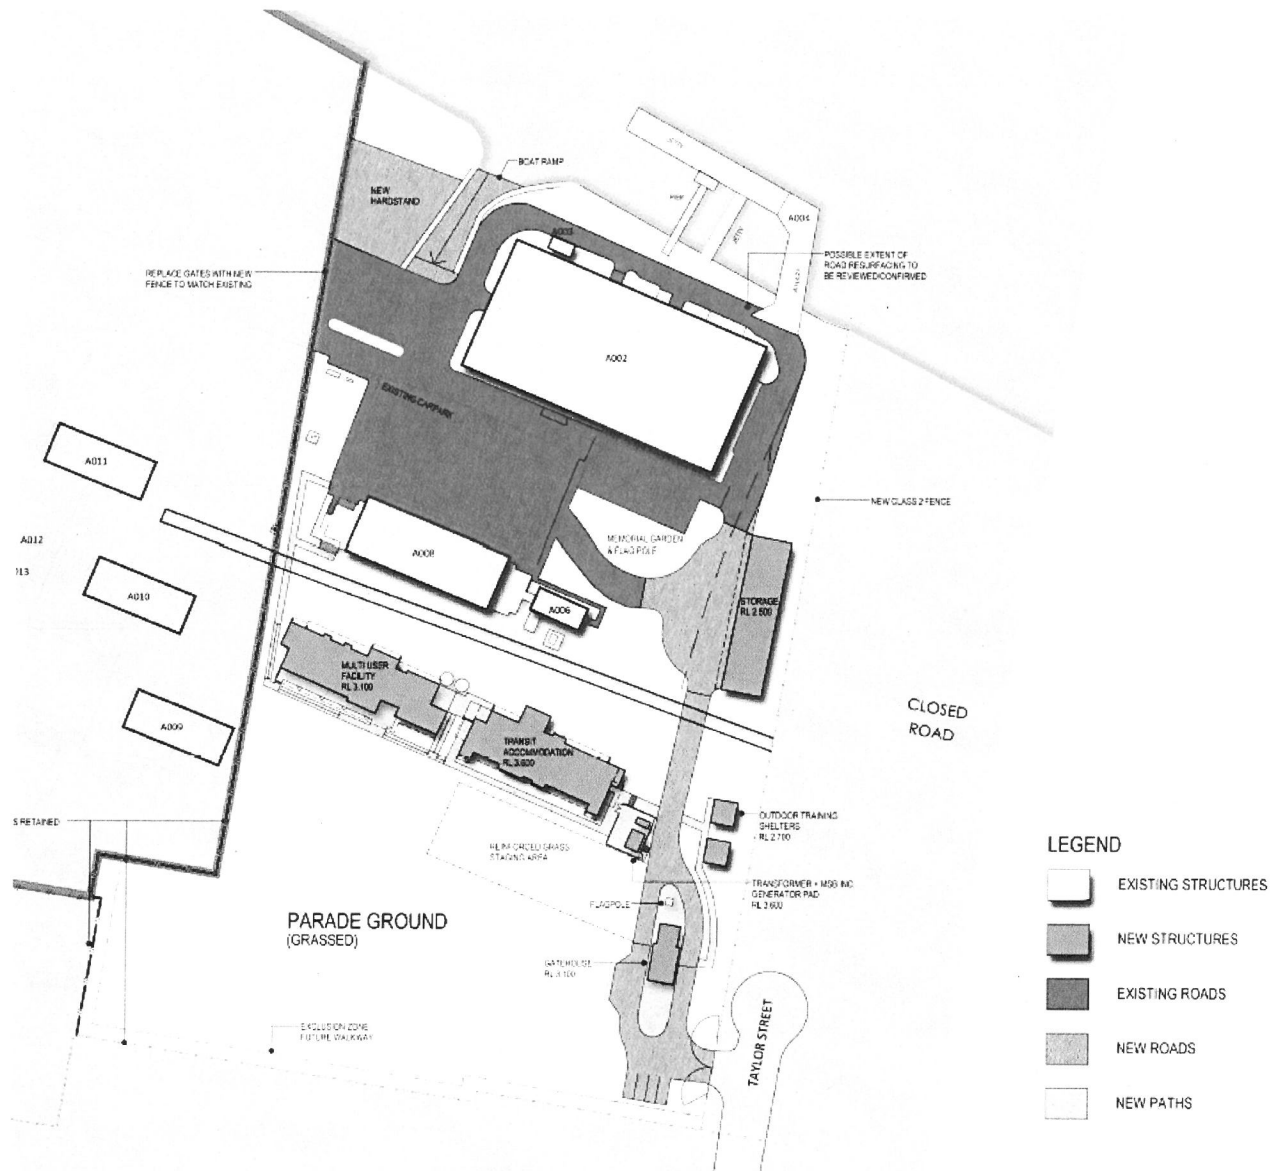 JETTY
BOAT RAMP
NEW
HARDSTAND
PIER
A004
JETTY
A003
POSSIBLE EXTENT OF
ROAD RESURFACING TO
BE REVIEWED/CONFIRMED
REPLACE GATES WITH NEW
FENCE TO MATCH EXISTING
A002
EXISTING CARPARK
A011
NEW CLASS 2 FENCE
A012
MEMORIAL GARDEN
& FLAG POLE
A008
013
A010
A006
STORAGE
RL 2.500
MULTI USER
FACILITY
RL 3.100
CLOSED
ROAD
A009
TRANSIT
ACCOMMODATION
RL 3.600
S RETAINED
OUTDOOR TRAINING
SHELTERS
RL 2.700
REINFORCED GRASS
STAGING AREA
LEGEND
TRANSFORMER + MSB INC
GENERATOR PAD
RL 3.600
EXISTING STRUCTURES
FLAGPOLE
PARADE GROUND
(GRASSED)
NEW STRUCTURES
GATEHOUSE
RL 3.100
EXISTING ROADS
TAYLOR STREET
EXCLUSION ZONE
FUTURE WALKWAY
NEW ROADS
NEW PATHS